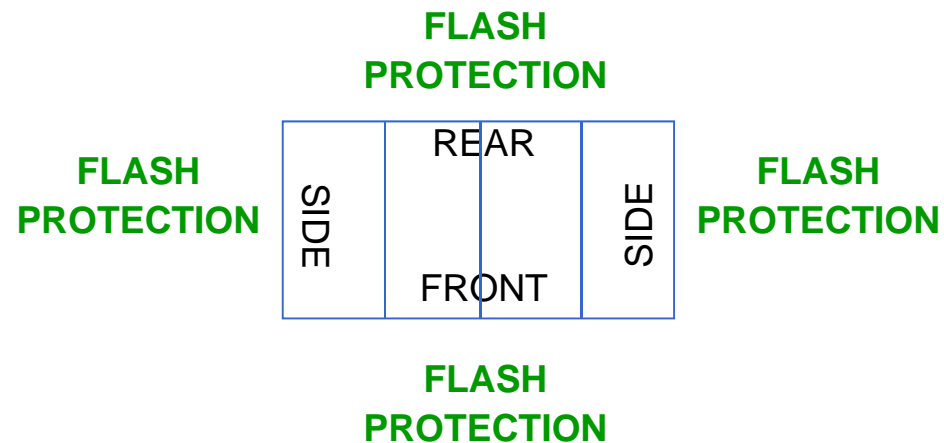 FLASH
PROTECTION
REAR
FLASH
PROTECTION
SIDE
SIDE
FLASH
PROTECTION
FRONT
FLASH
PROTECTION